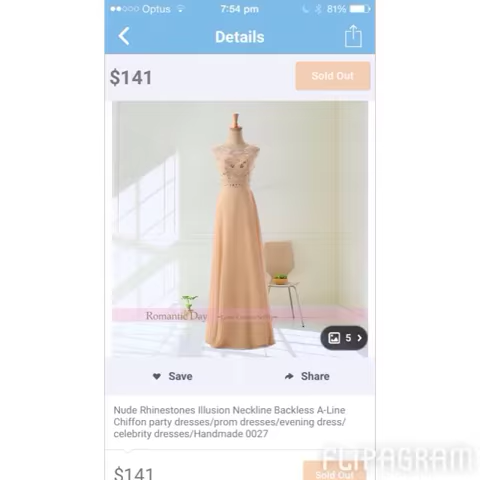 Optus 7:54 pm 81%
Details
$141 Sold Out
Romantic Day
5
Save Share
Nude Rhinestones Illusion Neckline Backless A-Line
Chiffon party dresses/prom dresses/evening dress/
celebrity dresses/Handmade 0027
$141 Sold Out
FLIPAGRAM